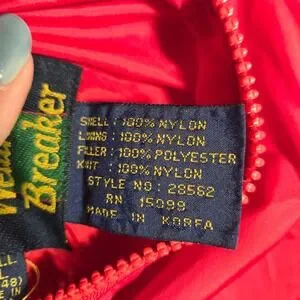 Breaker
SHELL : 100% NYLON
LINING : 100% NYLON
FILLER : 100% POLYESTER
KNIT : 100% NYLON
STYLE NO : 28562
RN 15099
MADE IN KOREA